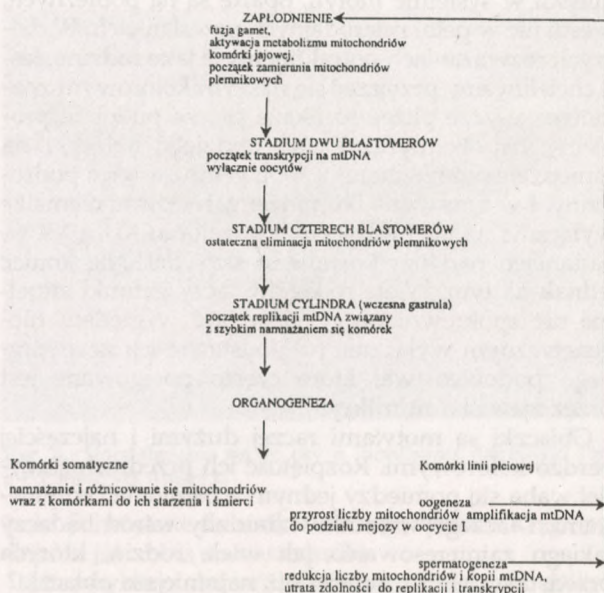 ZAPŁODNIENIE
fuzja gamet,
aktywacja metabolizmu mitochondriów
komórki jajowej,
początek zamierania mitochondriów
plemnikowych
STADIUM DWU BLASTOMERÓW
początek transkrypcji na mtDNA
wyłącznie oocytów
STADIUM CZTERECH BLASTOMERÓW
ostateczna eliminacja mitochondriów plemnikowych
STADIUM CYLINDRA (wczesna gastrula)
początek replikacji mtDNA związany
z szybkim namnażaniem się komórek
ORGANOGENEZA
Komórki somatyczne
Komórki linii płciowej
namnażanie i różnicowanie się mitochondriów
wraz z komórkami do ich starzenia i śmierci
oogeneza
przyrost liczby mitochondriów amplifikacja mtDNA
do podziału mejozy w oocycie I
spermatogeneza
redukcja liczby mitochondriów i kopii mtDNA,
utrata zdolności do replikacji i transkrypcji